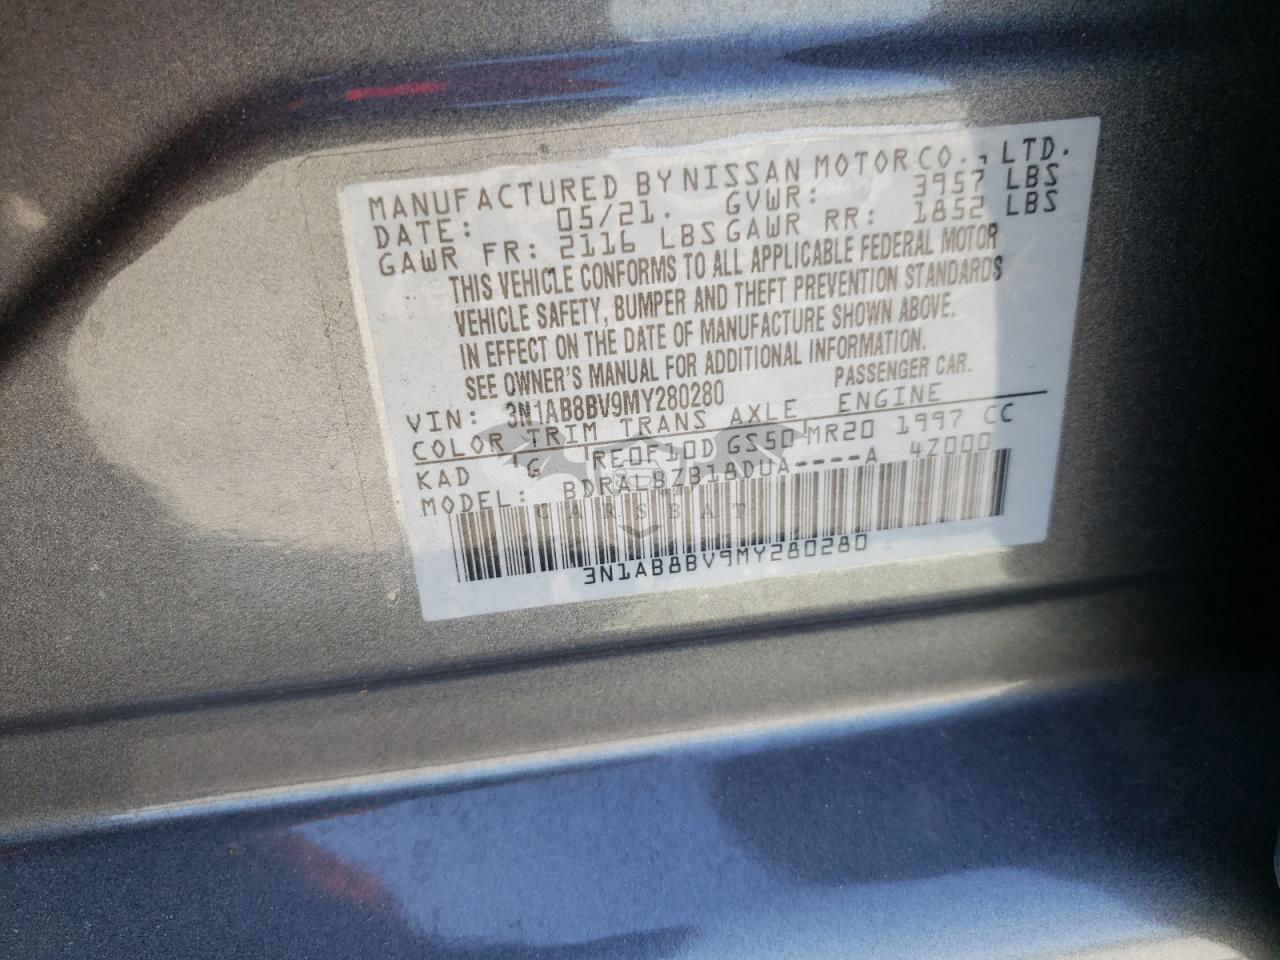 MANUFACTURED BY NISSAN MOTOR CO., LTD.
DATE: 05/21. GVWR: 3957 LBS
GAWR FR: 2116 LBS GAWR RR: 1852 LBS
THIS VEHICLE CONFORMS TO ALL APPLICABLE FEDERAL MOTOR
VEHICLE SAFETY, BUMPER AND THEFT PREVENTION STANDARDS
IN EFFECT ON THE DATE OF MANUFACTURE SHOWN ABOVE.
SEE OWNER'S MANUAL FOR ADDITIONAL INFORMATION.
VIN: 3N1AB8BV9MY280280 PASSENGER CAR.
COLOR TRIM TRANS AXLE ENGINE
KAD G RE0F10D GS50 MR20 1997 CC
MODEL: BDRALBZB18DUA----A 4Z000
CARSBAT
3N1AB8BV9MY280280